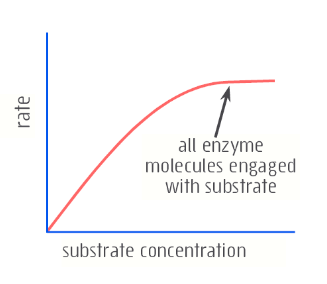 rate
all enzyme
molecules engaged
with substrate
substrate concentration